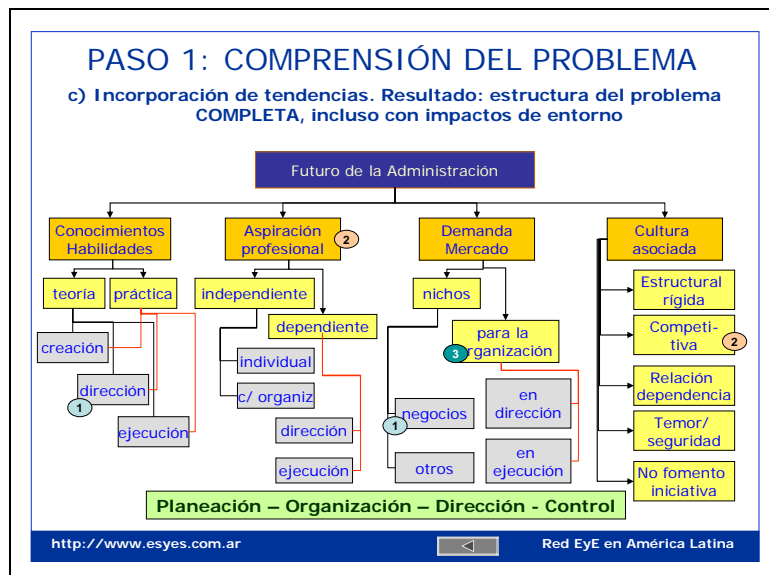 PASO 1: COMPRENSIÓN DEL PROBLEMA
c) Incorporación de tendencias. Resultado: estructura del problema
COMPLETA, incluso con impactos de entorno
Futuro de la Administración
Conocimientos
Habilidades
Aspiración
profesional
2
Demanda
Mercado
Cultura
asociada
teoría
práctica
independiente
nichos
Estructural
rígida
creación
dependiente
para la
organización
3
Competi-
tiva
2
individual
dirección
1
c/ organiz
negocios
1
en
dirección
Relación
dependencia
ejecución
dirección
Temor/
seguridad
ejecución
otros
en
ejecución
No fomento
iniciativa
Planeación – Organización – Dirección - Control
http://www.esyes.com.ar
Red EyE en América Latina